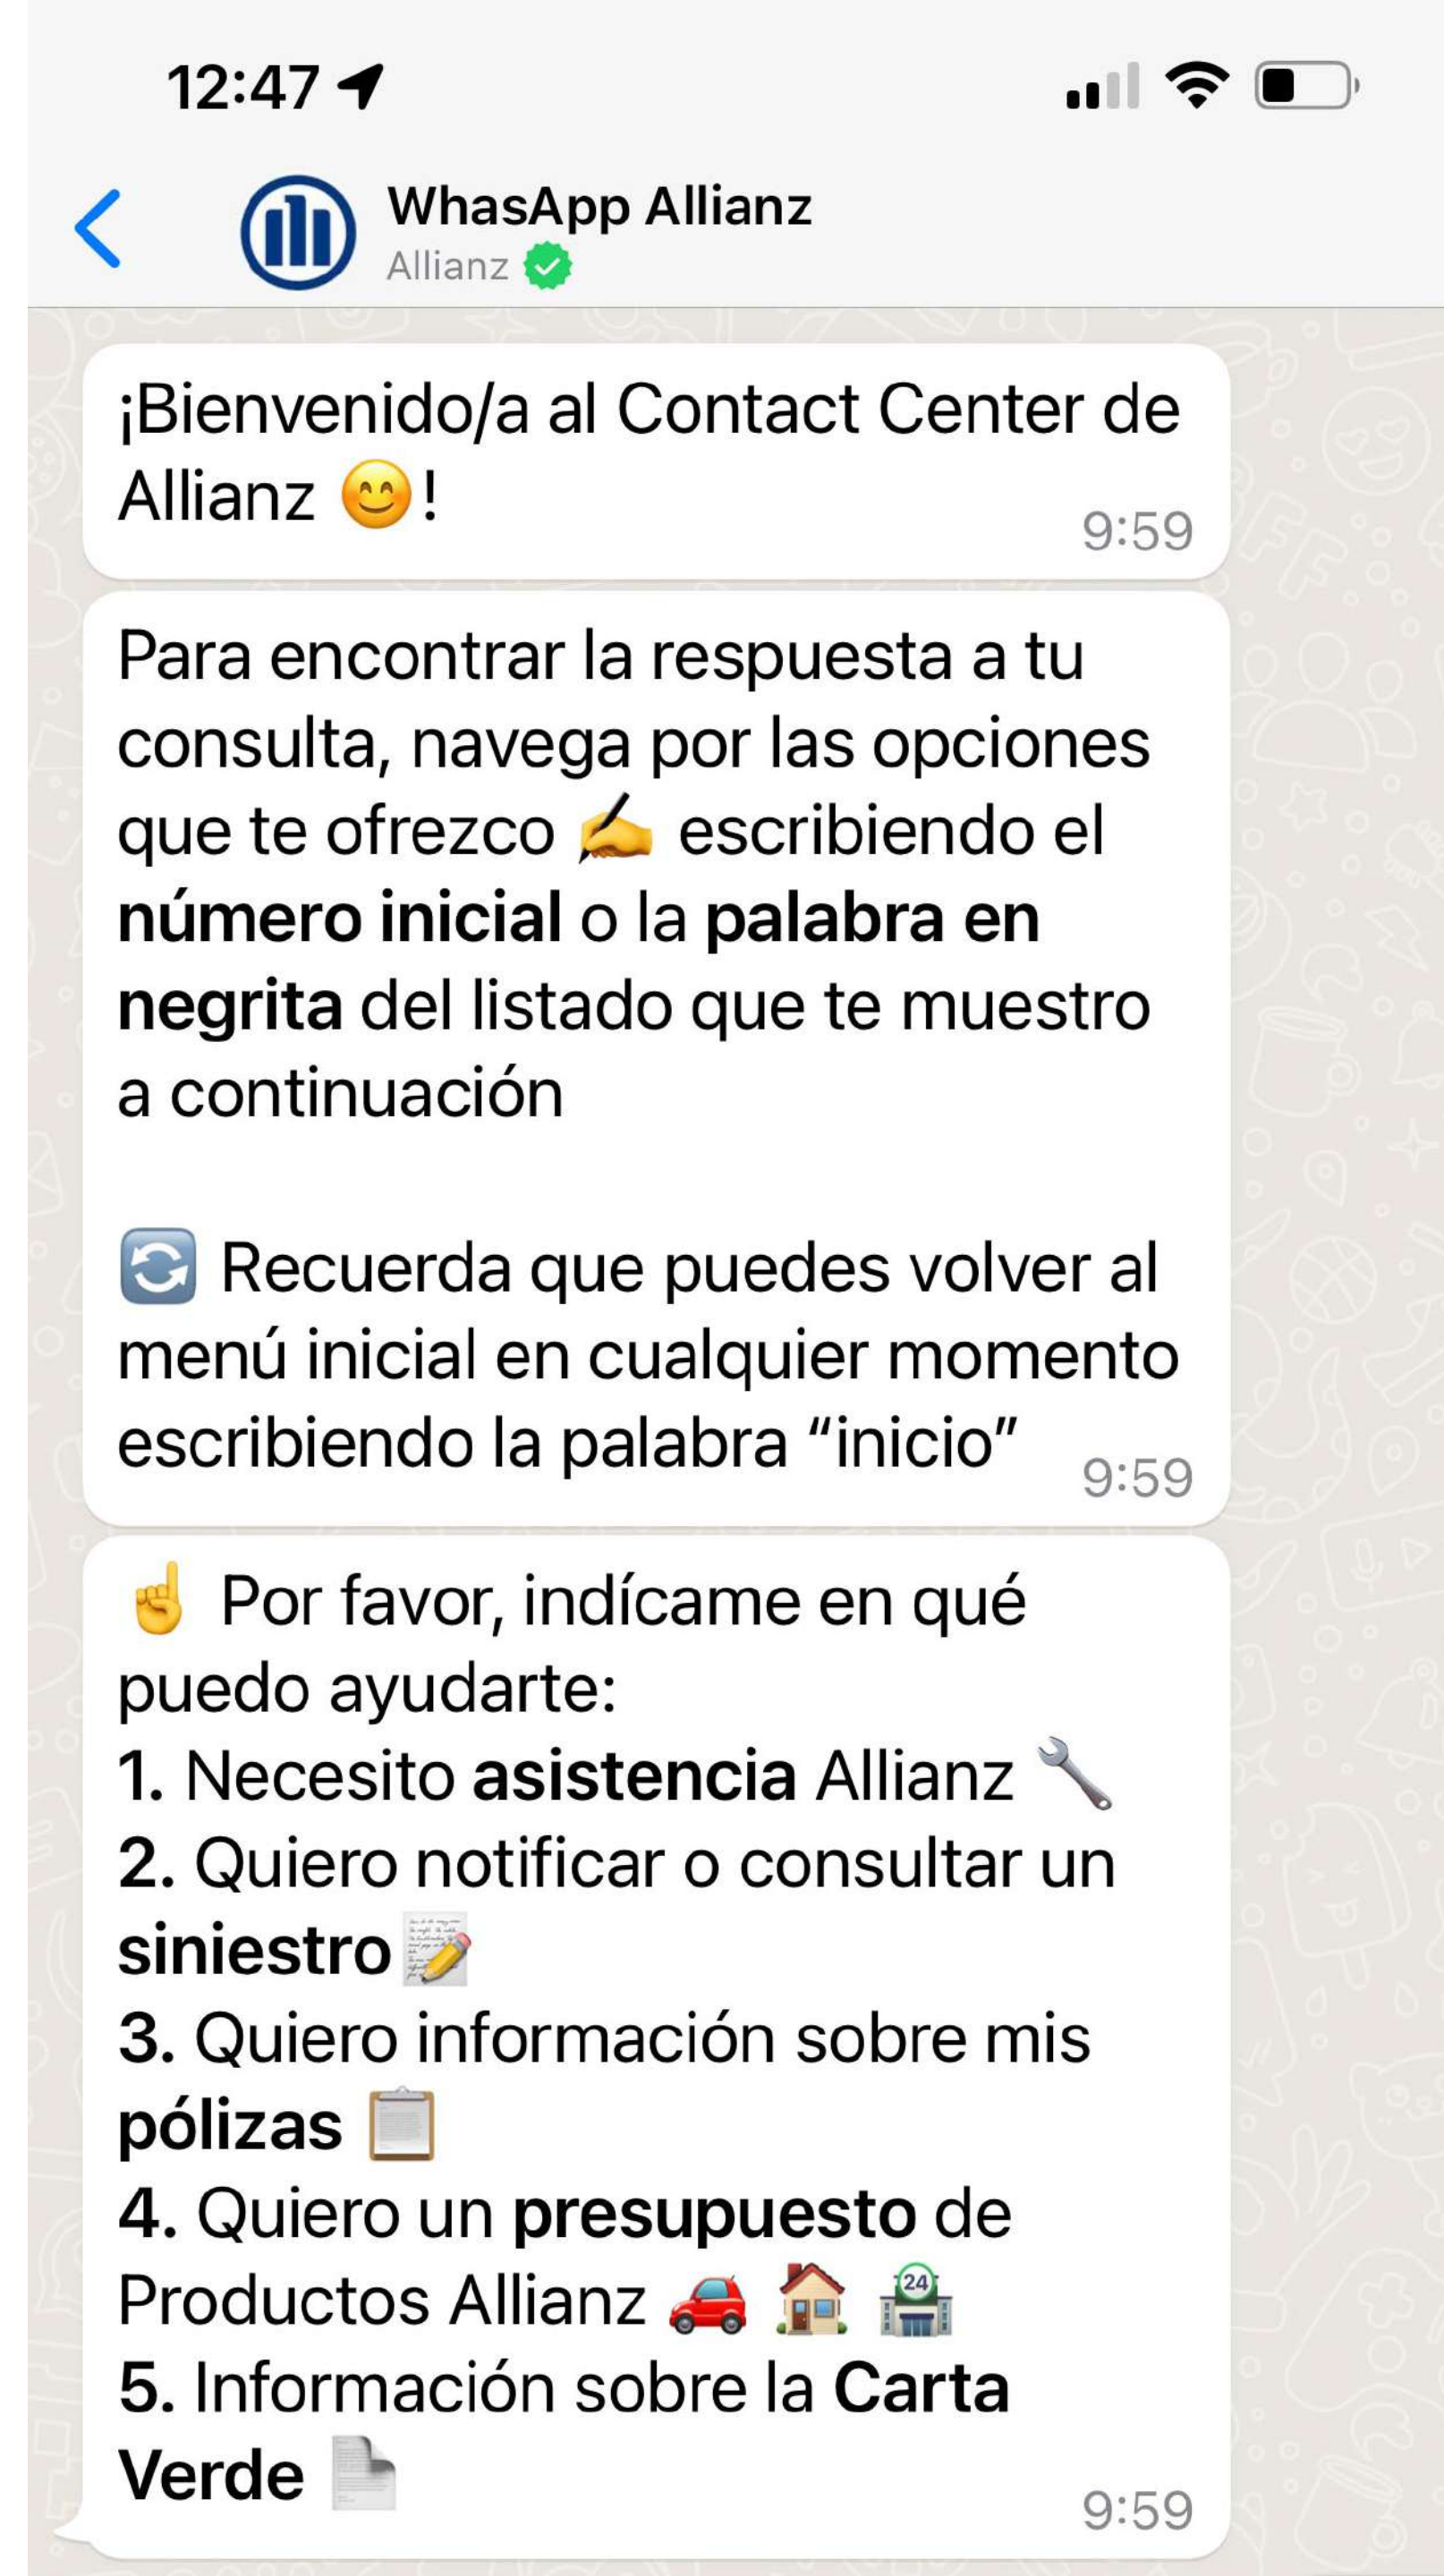 12:47
WhasApp Allianz
Allianz
¡Bienvenido/a al Contact Center de
Allianz 😊!
9:59
Para encontrar la respuesta a tu
consulta, navega por las opciones
que te ofrezco ✍️ escribiendo el
número inicial o la palabra en
negrita del listado que te muestro
a continuación
🔄 Recuerda que puedes volver al
menú inicial en cualquier momento
escribiendo la palabra “inicio”
9:59
☝️ Por favor, indícame en qué
puedo ayudarte:
1. Necesito asistencia Allianz 🔧
2. Quiero notificar o consultar un
siniestro 📝
3. Quiero información sobre mis
pólizas 📋
4. Quiero un presupuesto de
Productos Allianz 🚗 🏠 🏪
5. Información sobre la Carta
Verde 📄
9:59